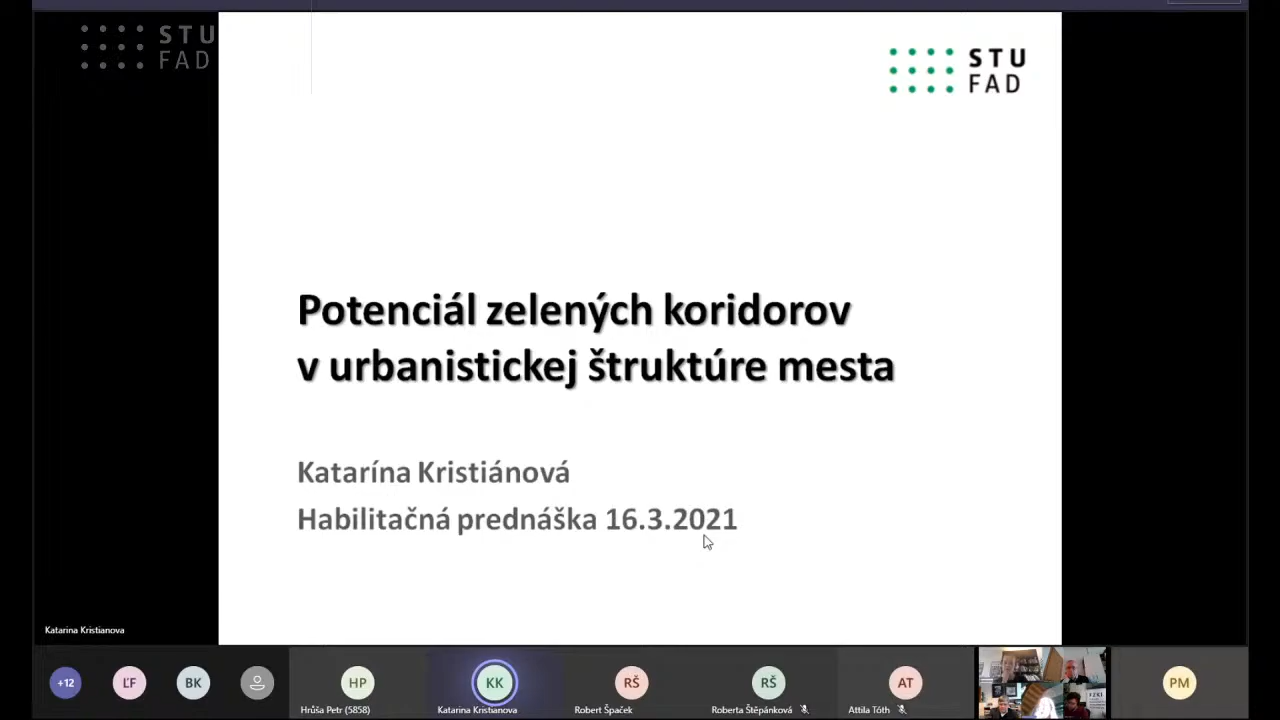 STU
FAD
STU
FAD
Potenciál zelených koridorov
v urbanistickej štruktúre mesta
Katarína Kristiánová
Habilitačná prednáška 16.3.2021
Katarina Kristianova
+12
ĽF
BK
HP
KK
RŠ
RŠ
AT
PM
Hrůša Petr (5858)
Katarina Kristianova
Robert Špaček
Roberta Štěpánková
Attila Tóth